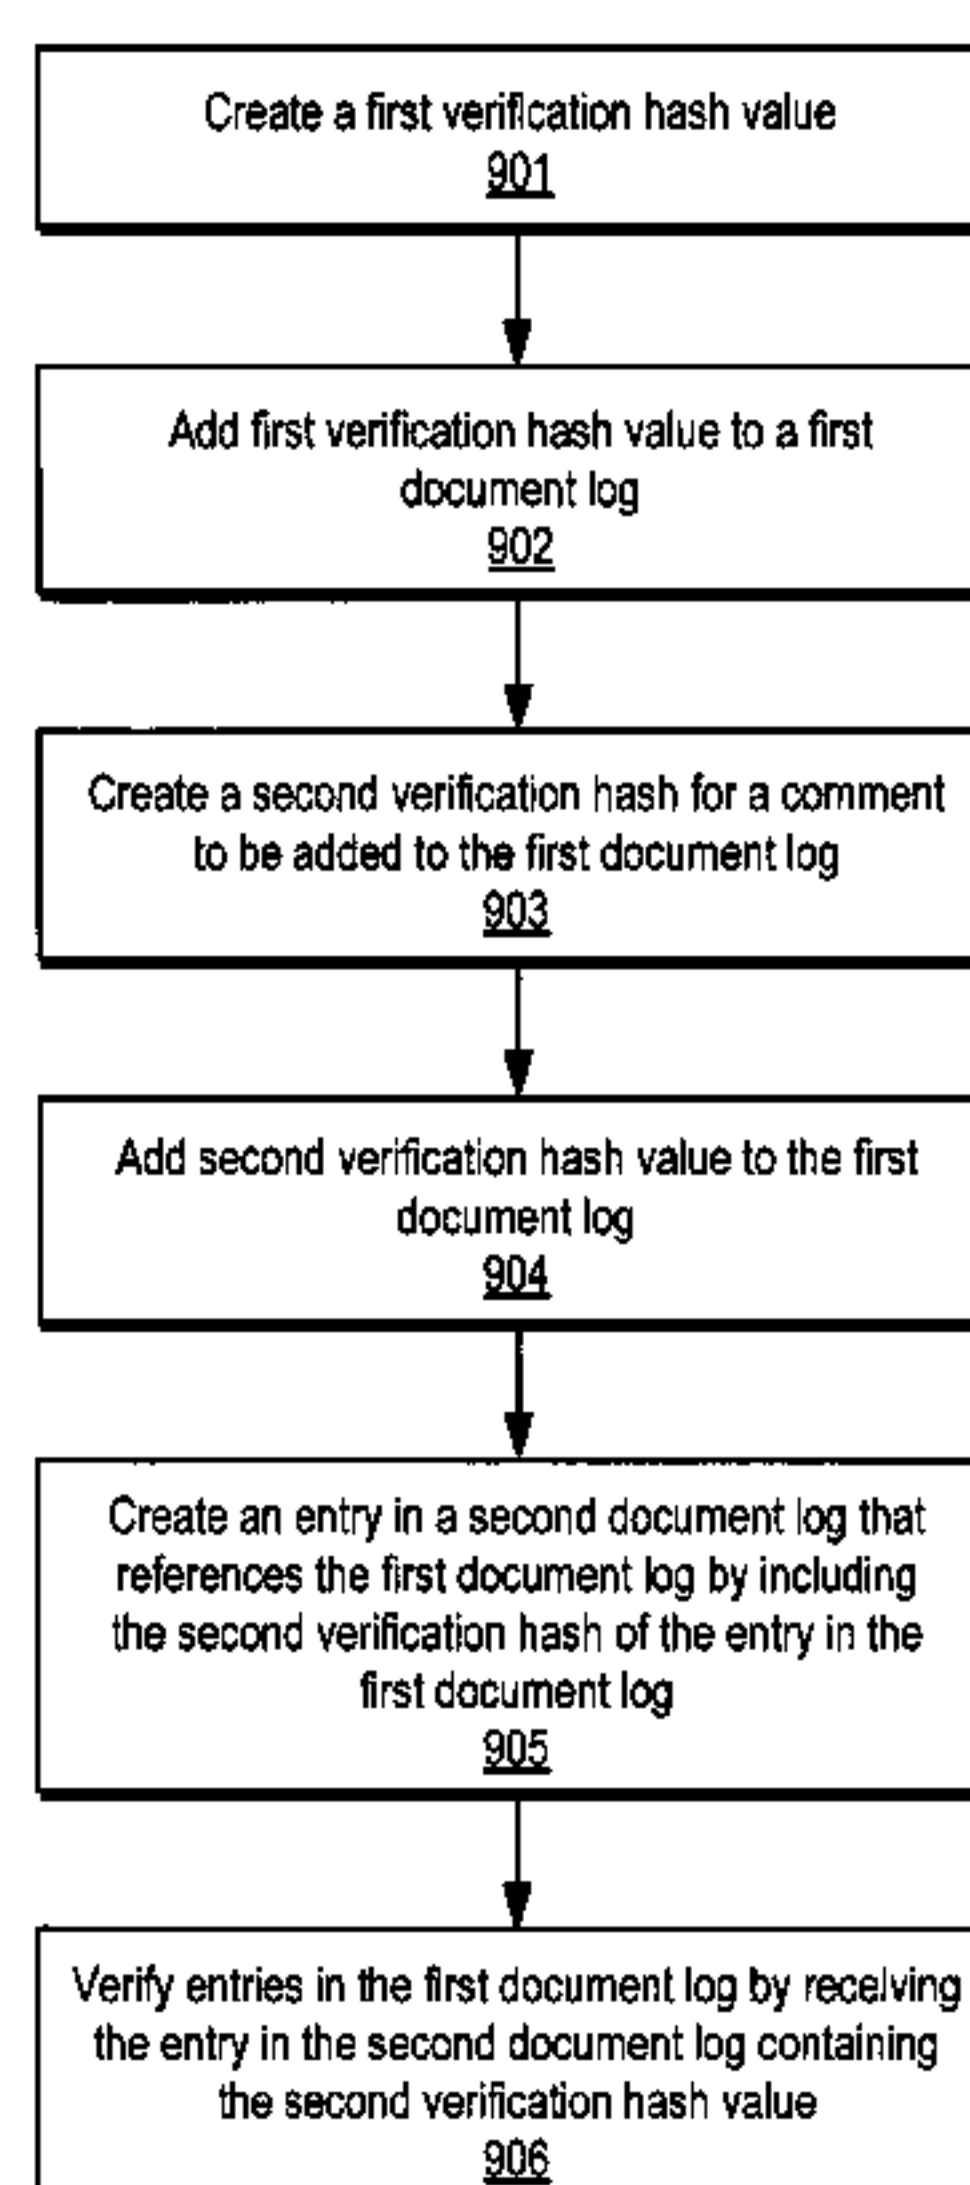 Create a first verification hash value
901
Add first verification hash value to a first
document log
902
Create a second verification hash for a comment
to be added to the first document log
903
Add second verification hash value to the first
document log
904
Create an entry in a second document log that
references the first document log by including
the second verification hash of the entry in the
first document log
905
Verify entries in the first document log by receiving
the entry in the second document log containing
the second verification hash value
906